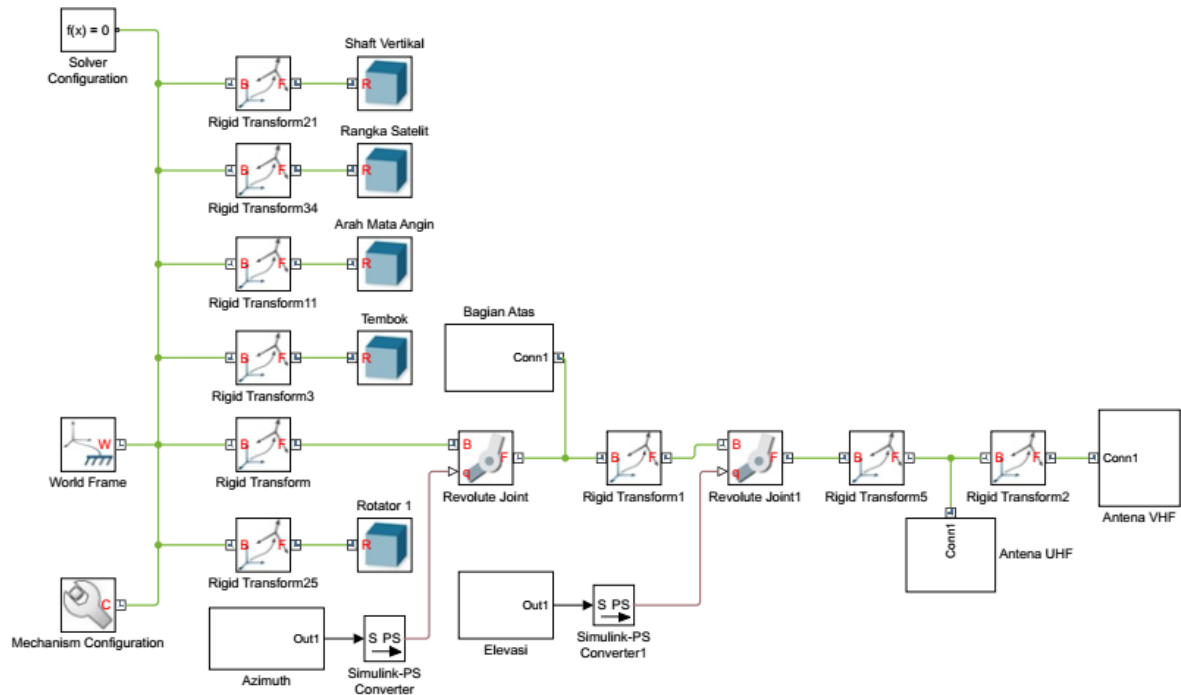 f(x) = 0
Solver
Configuration
Shaft Vertikal
B
F
R
Rigid Transform21
Rangka Satelit
B
F
R
Rigid Transform34
Arah Mata Angin
B
F
R
Rigid Transform11
Tembok
B
F
R
Rigid Transform3
Bagian Atas
Conn1
W
World Frame
B
F
Rigid Transform
B
q
F
Revolute Joint
B
F
Rigid Transform1
B
q
F
Revolute Joint1
B
F
Rigid Transform5
B
F
Rigid Transform2
Conn1
Antena VHF
Conn1
Antena UHF
Rotator 1
B
F
R
Rigid Transform25
C
Mechanism Configuration
Out1
Azimuth
S PS
Simulink-PS
Converter
Out1
Elevasi
S PS
Simulink-PS
Converter1